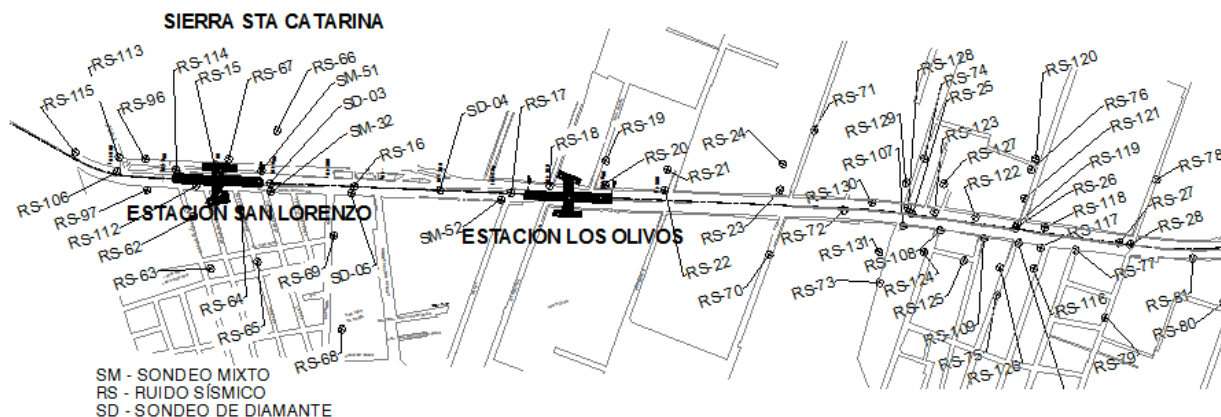 SIERRA STA CATARINA
RS-113
RS-114
RS-15
RS-67
RS-66
SM-51
SD-03
SM-32
RS-115
RS-96
RS-16
SD-04
RS-17
RS-18
RS-19
RS-20
RS-21
RS-24
RS-71
RS-128
RS-74
RS-25
RS-123
RS-127
RS-122
RS-120
RS-76
RS-121
RS-119
RS-26
RS-118
RS-117
RS-78
RS-27
RS-28
RS-129
RS-107
RS-130
RS-106
RS-97
RS-112
RS-62
RS-63
ESTACION SAN LORENZO
RS-64
RS-65
RS-69
SD-05
RS-68
SM-52
ESTACION LOS OLIVOS
RS-23
RS-22
RS-70
RS-72
RS-131
RS-73
RS-108
RS-124
RS-125
RS-109
RS-75
RS-126
RS-116
RS-77
RS-79
RS-81
RS-80
SM - SONDEO MIXTO
RS - RUIDO SÍSMICO
SD - SONDEO DE DIAMANTE